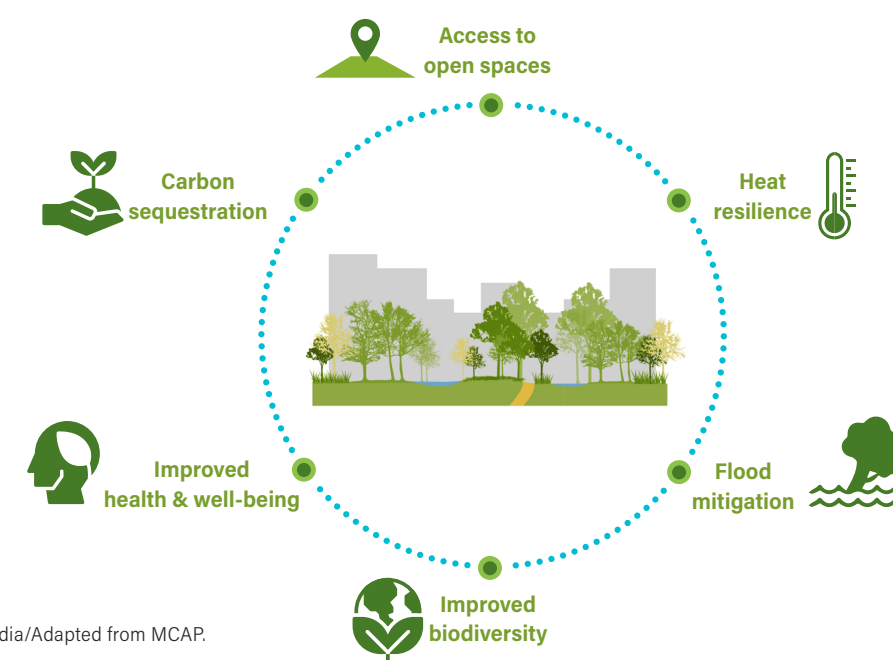 Access to
open spaces
Heat
resilience
Flood
mitigation
Improved
biodiversity
Improved
health & well-being
Carbon
sequestration
Adapted from MCAP.